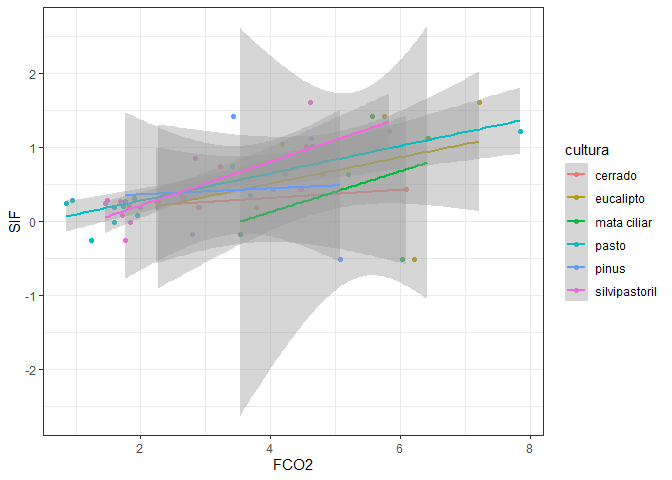 2
1
0
-1
-2
SIF
2
4
6
8
FCO2
cultura
cerrado
eucalipto
mata ciliar
pasto
pinus
silvipastoril